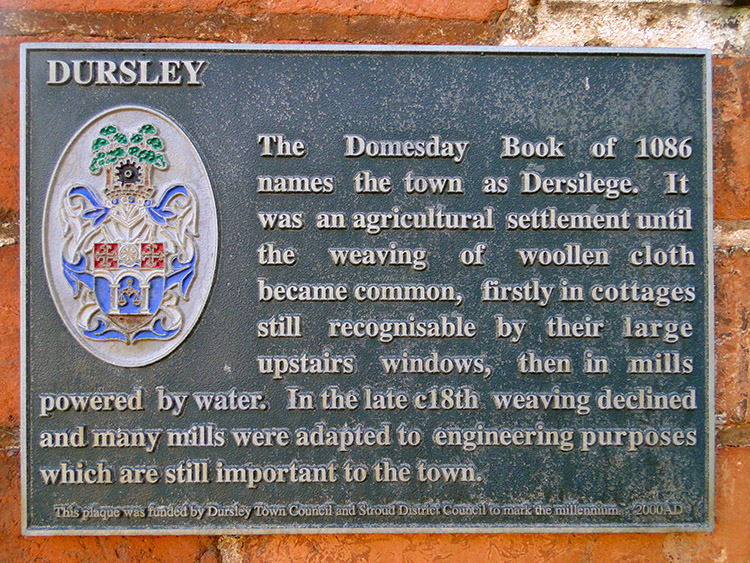 DURSLEY
The Domesday Book of 1086
names the town as Dersilege. It
was an agricultural settlement until
the weaving of woollen cloth
became common, firstly in cottages
still recognisable by their large
upstairs windows, then in mills
powered by water. In the late c18th weaving declined
and many mills were adapted to engineering purposes
which are still important to the town.
This plaque was funded by Dursley Town Council and Stroud District Council to mark the millennium 2000AD